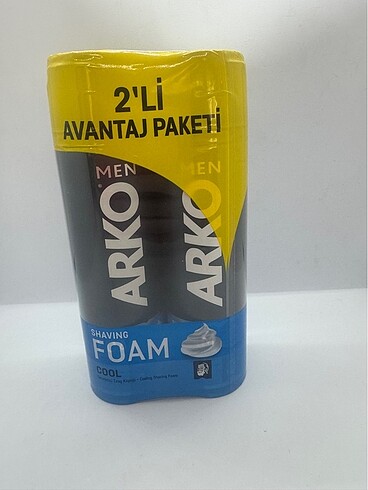 2'Lİ
AVANTAJ PAKETİ
MEN
ARKO
MEN
ARKO
SHAVING
FOAM
COOL